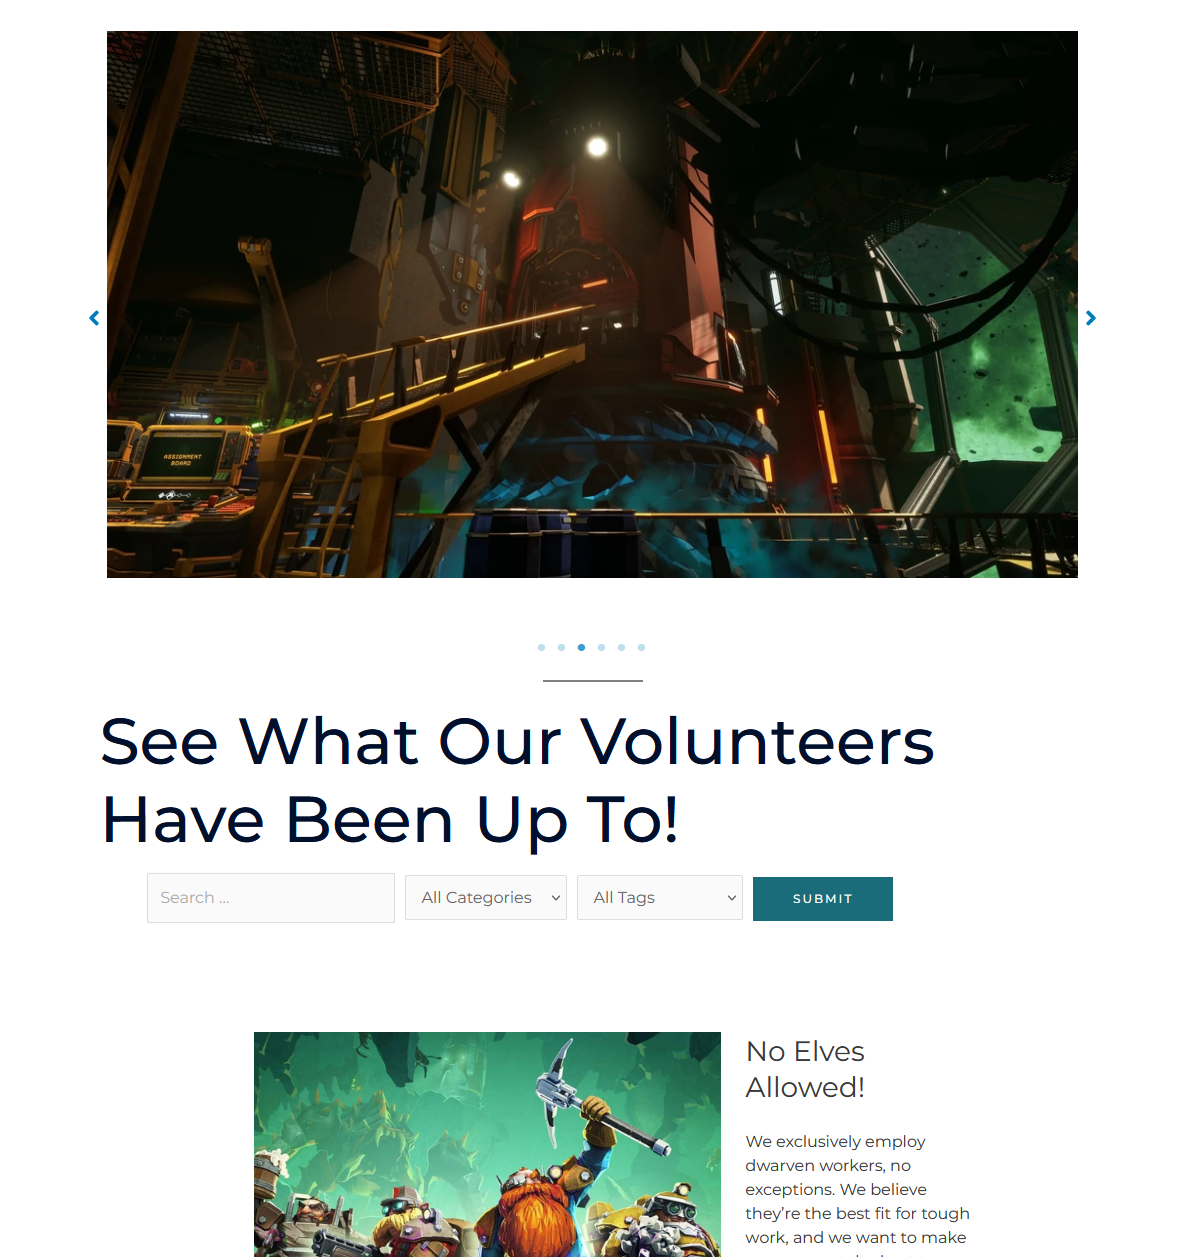 ASSIGNMENT
BOARD
See What Our Volunteers
Have Been Up To!
Search ...
All Categories
All Tags
SUBMIT
No Elves
Allowed!
We exclusively employ
dwarven workers, no
exceptions. We believe
they’re the best fit for tough
work, and we want to make